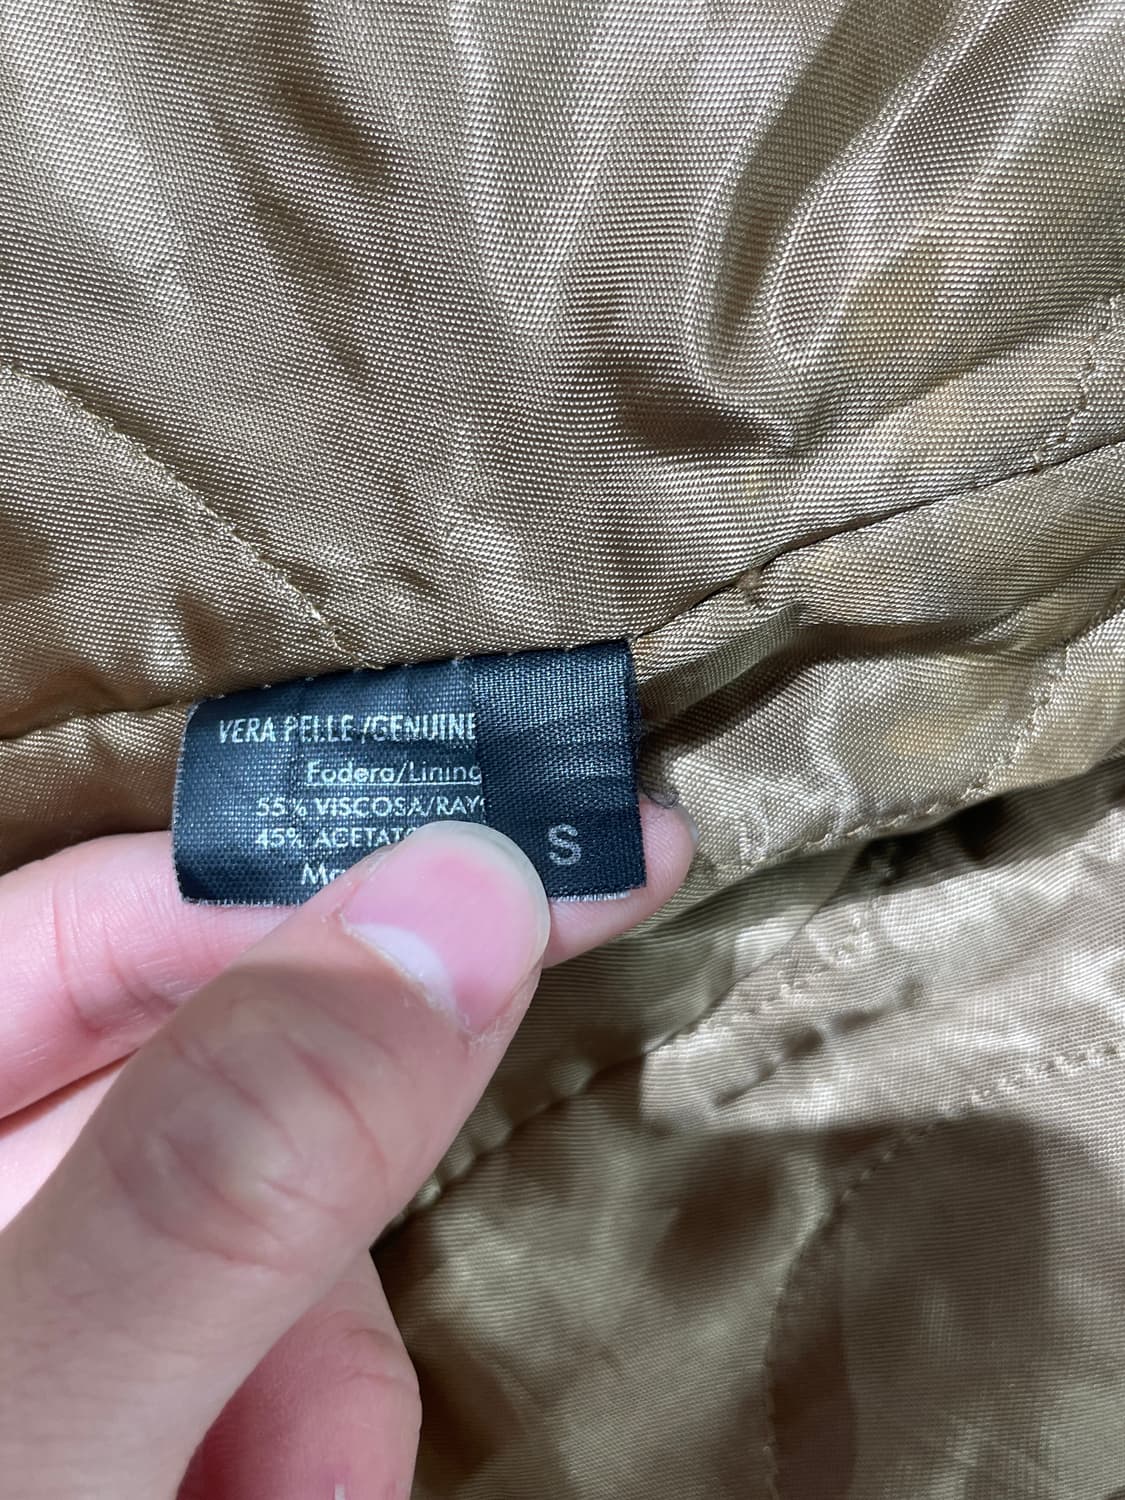 VERA PELLE/GENUINE
Fodera/Lining
55% VISCOSA/RAY
45% ACETAT
S